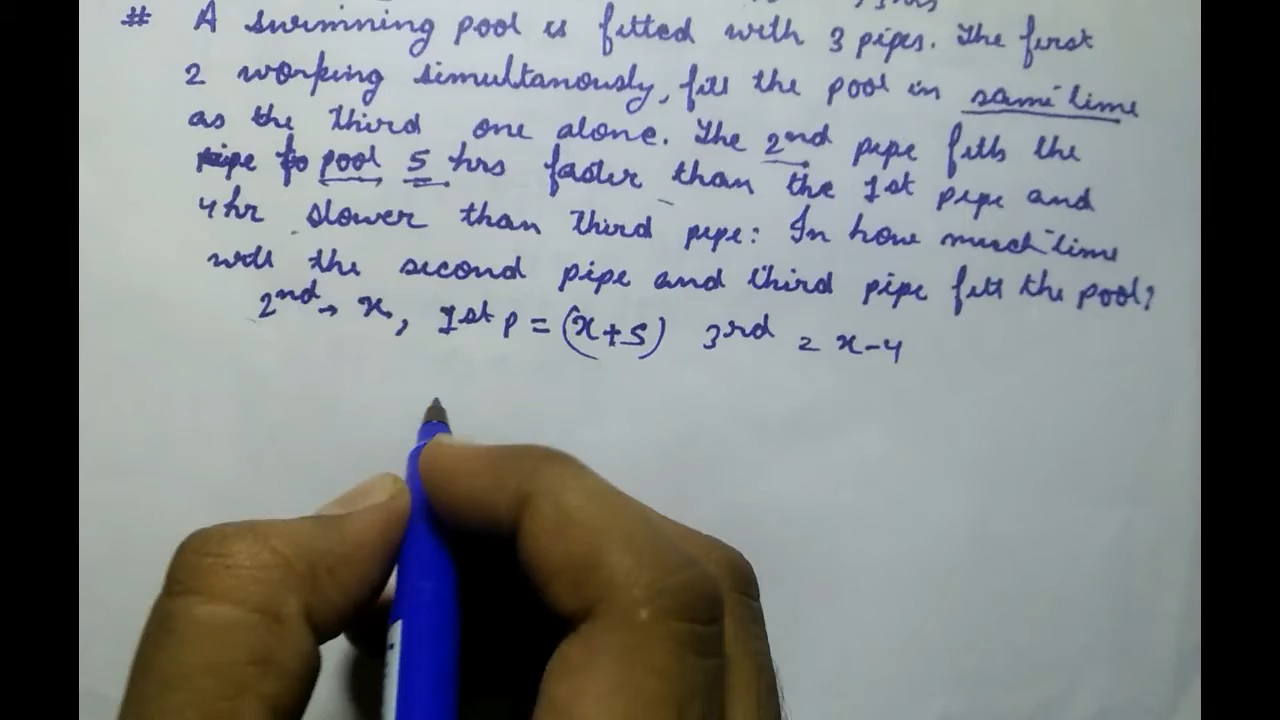 # A swimming pool is fitted with 3 pipes. The first
2 working simultanously, fill the pool in same time
as the third one alone. The 2nd pipe fills the
pipe to pool 5 hrs faster than the 1st pipe and
4hr slower than third pipe: In how much time
will the second pipe and third pipe fill the pool?
2nd → x, 1st p = (x+5) 3rd = x-4